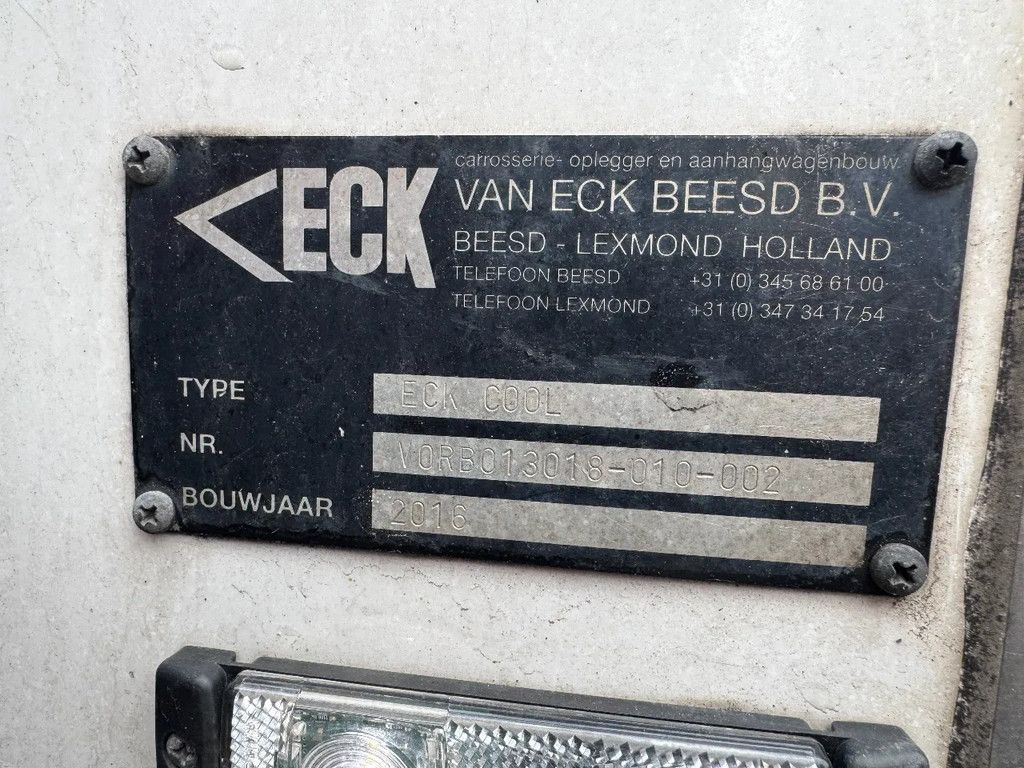 ECK
carrosserie- oplegger en aanhangwagenbouw
VAN ECK BEESD B.V.
BEESD - LEXMOND HOLLAND
TELEFOON BEESD +31 (0) 345 68 61 00
TELEFOON LEXMOND +31 (0) 347 34 17 54
TYPE ECK COOL
NR. VORB013018-010-002
BOUWJAAR 2016